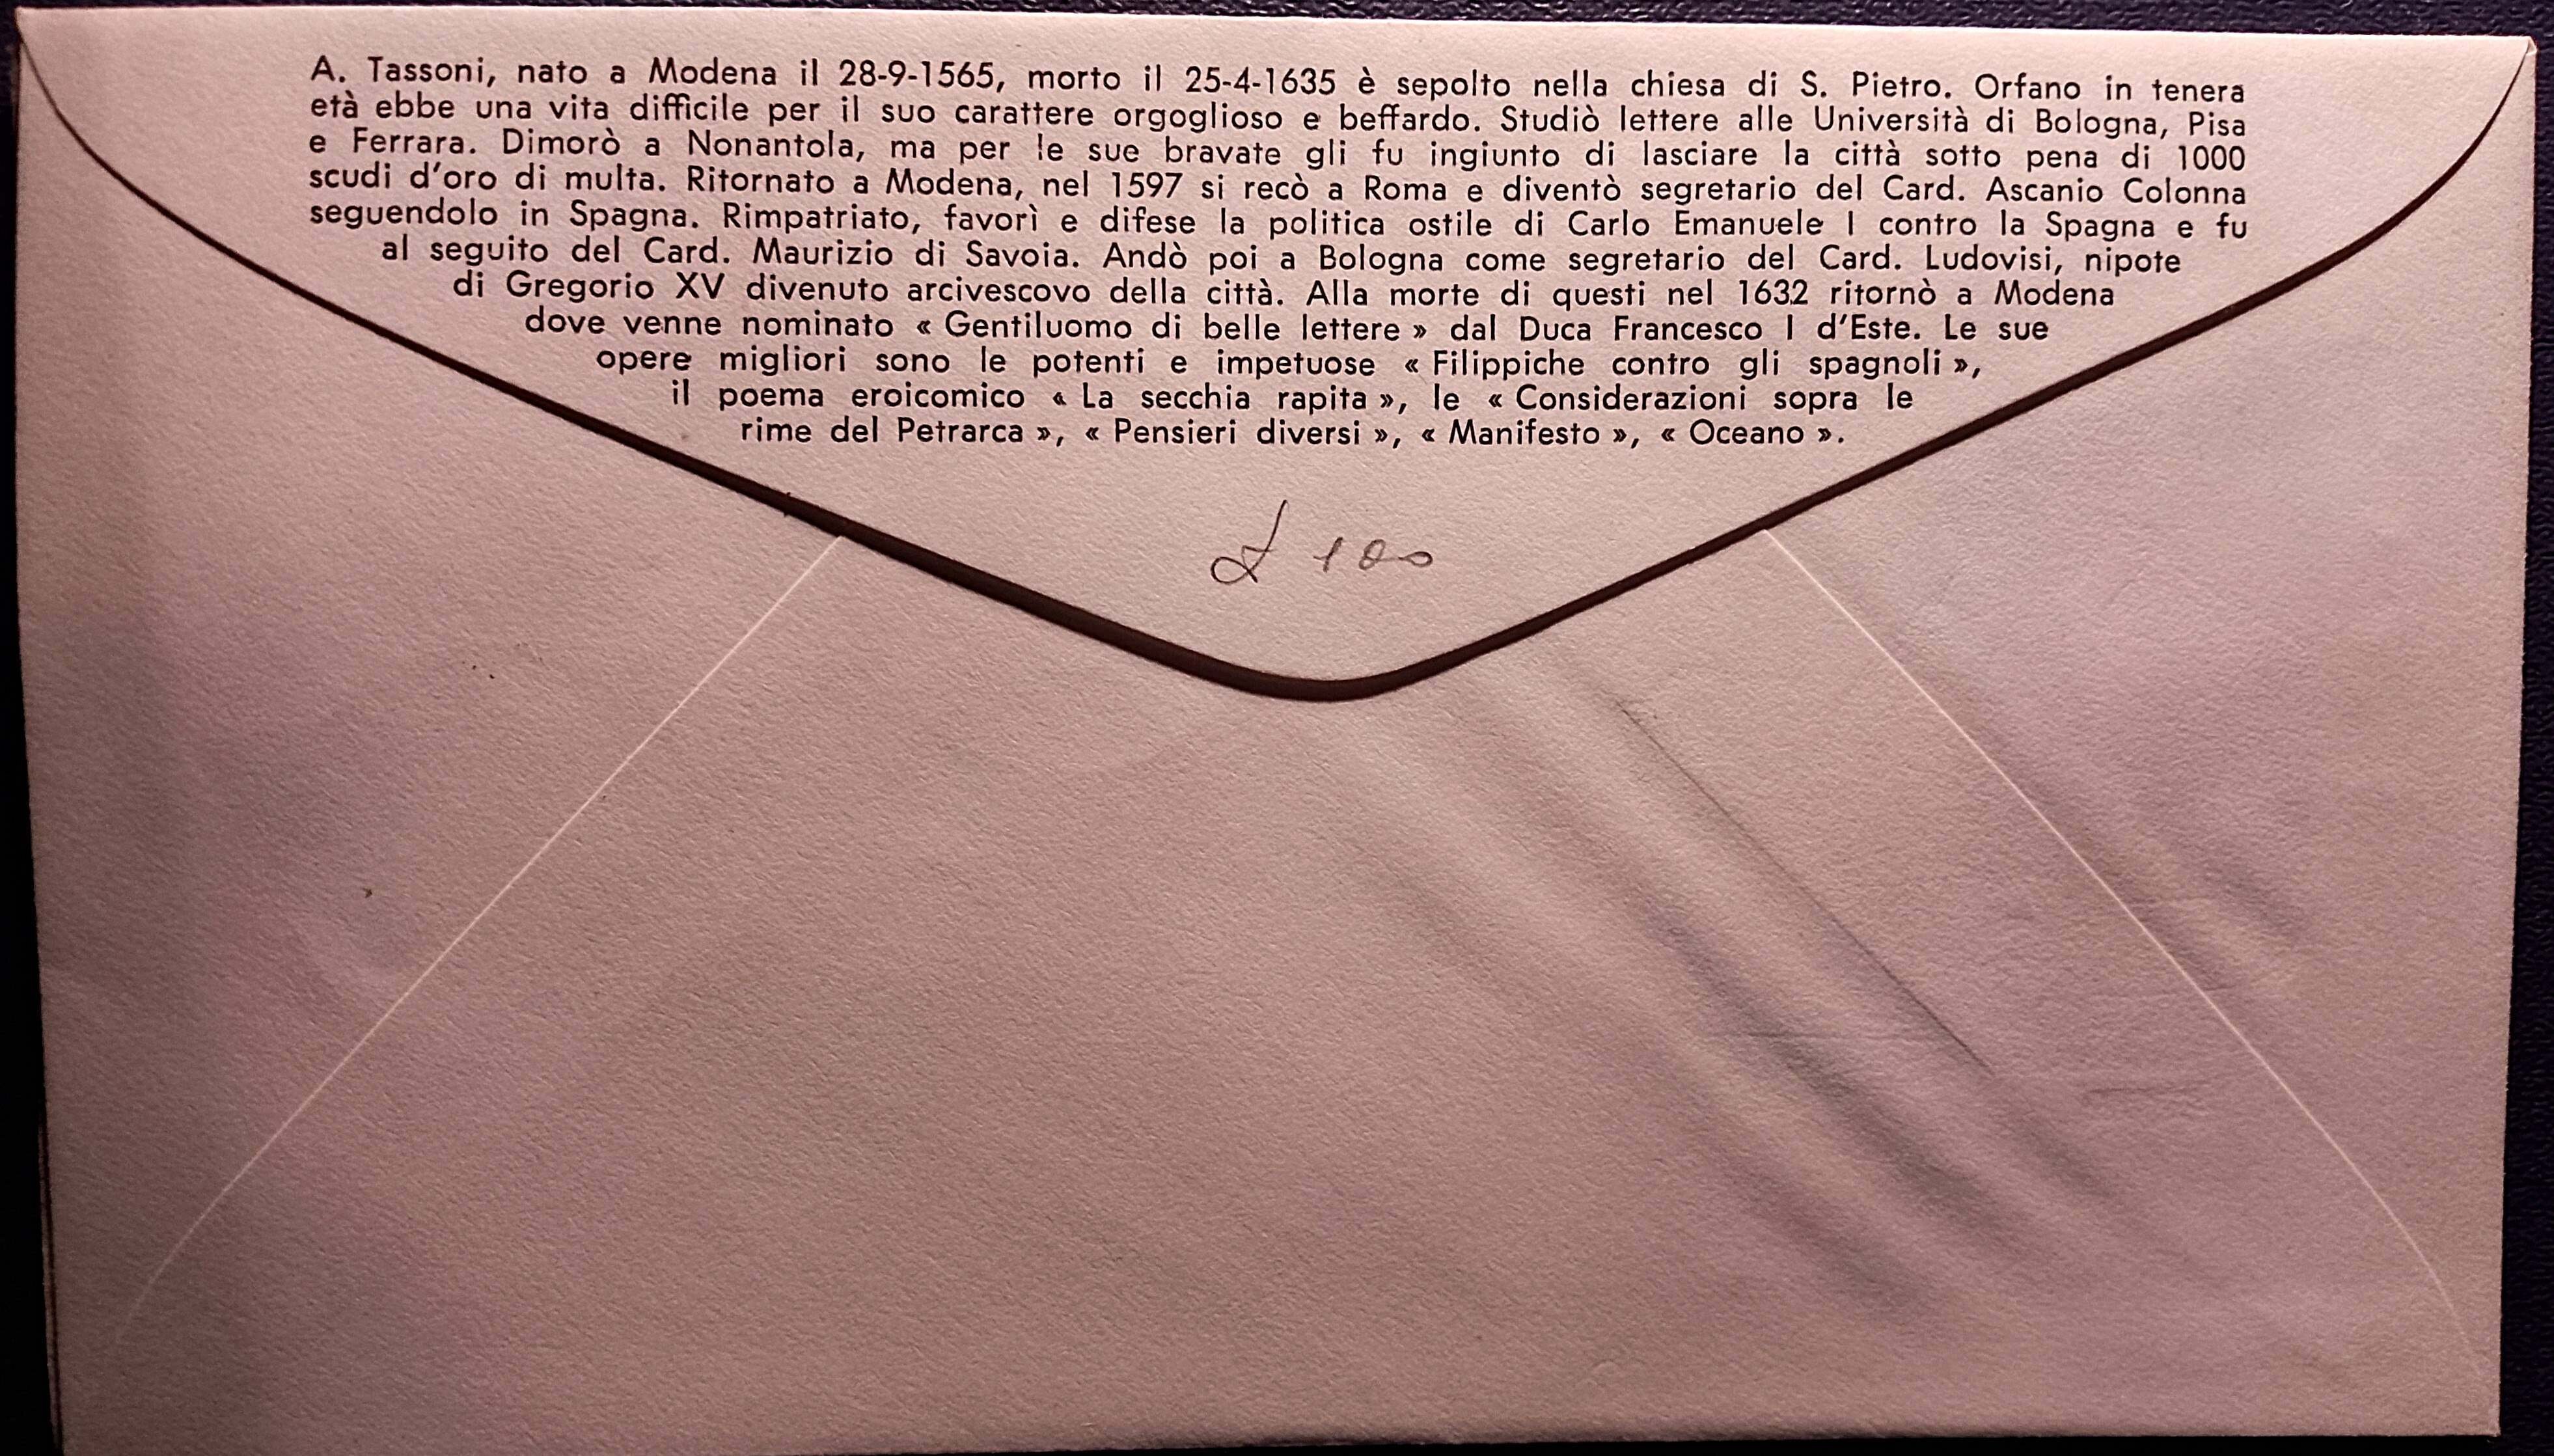 A. Tassoni, nato a Modena il 28-9-1565, morto il 25-4-1635 è sepolto nella chiesa di S. Pietro. Orfano in tenera
età ebbe una vita difficile per il suo carattere orgoglioso e beffardo. Studiò lettere alle Università di Bologna, Pisa
e Ferrara. Dimorò a Nonantola, ma per le sue bravate gli fu ingiunto di lasciare la città sotto pena di 1000
scudi d'oro di multa. Ritornato a Modena, nel 1597 si recò a Roma e diventò segretario del Card. Ascanio Colonna
seguendolo in Spagna. Rimpatriato, favorì e difese la politica ostile di Carlo Emanuele I contro la Spagna e fu
al seguito del Card. Maurizio di Savoia. Andò poi a Bologna come segretario del Card. Ludovisi, nipote
di Gregorio XV divenuto arcivescovo della città. Alla morte di questi nel 1632 ritornò a Modena
dove venne nominato « Gentiluomo di belle lettere » dal Duca Francesco I d'Este. Le sue
opere migliori sono le potenti e impetuose « Filippiche contro gli spagnoli »,
il poema eroicomico « La secchia rapita », le « Considerazioni sopra le
rime del Petrarca », « Pensieri diversi », « Manifesto », « Oceano ».
£ 100